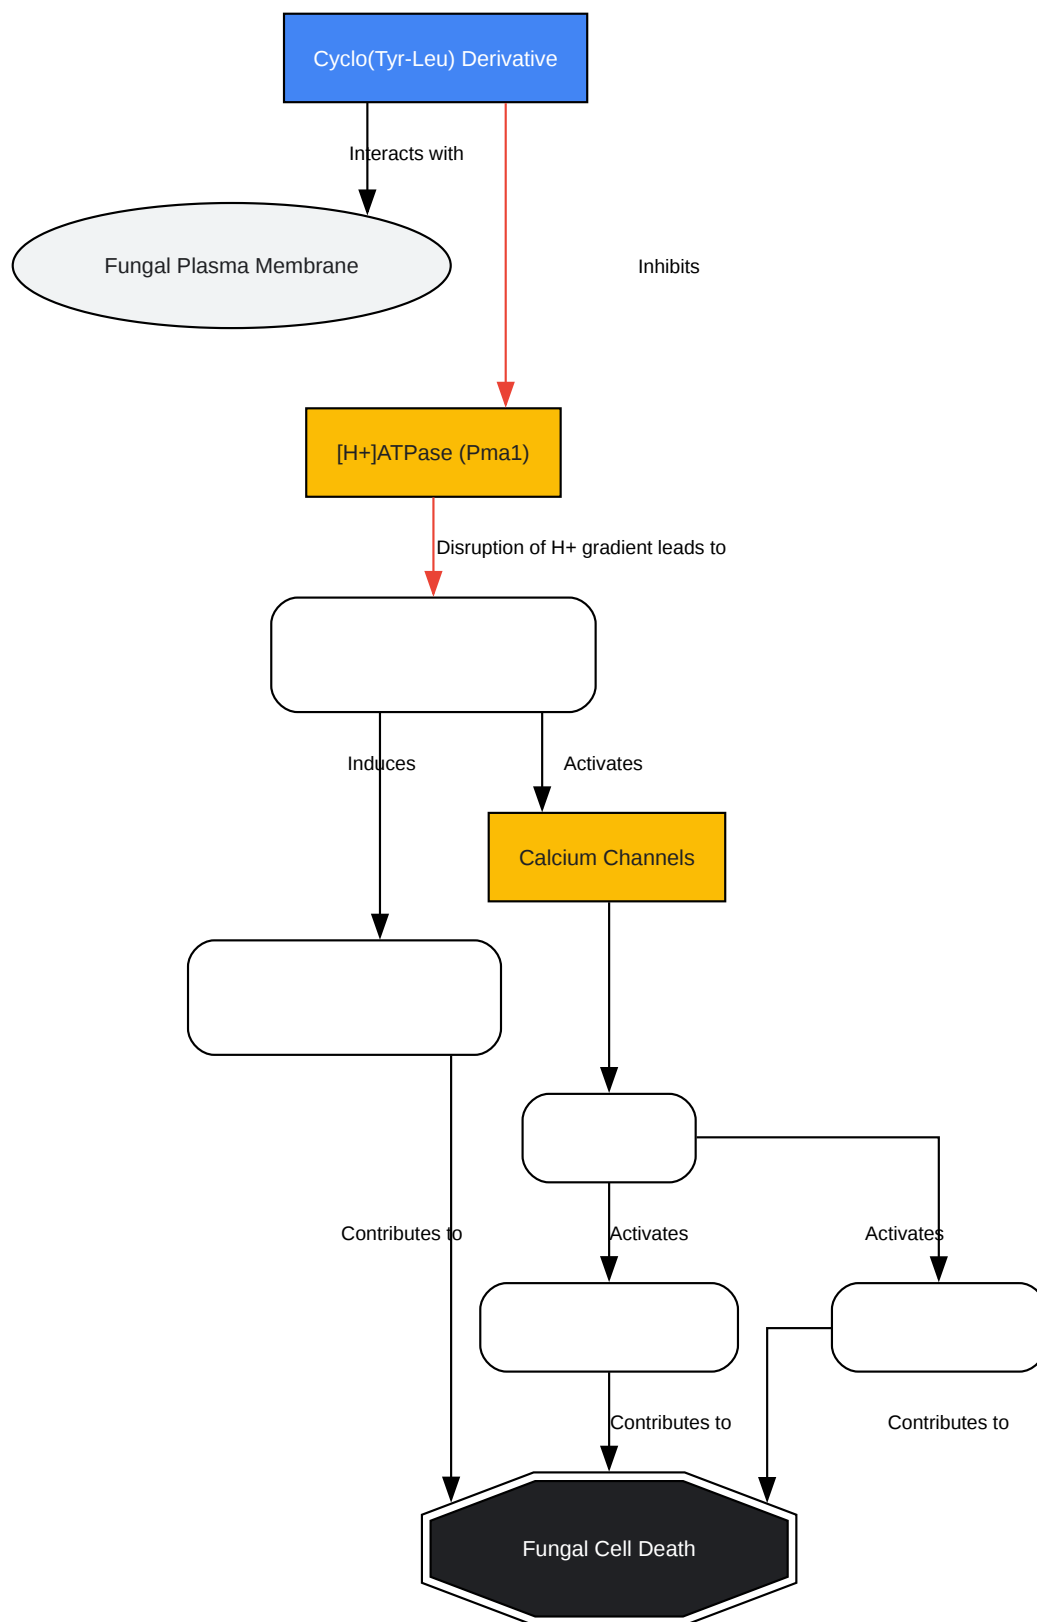 Cyclo(Tyr-Leu) Derivative
Interacts with
Fungal Plasma Membrane
Inhibits
[H+]ATPase (Pma1)
Disruption of H+ gradient leads to
Induces
Activates
Calcium Channels
Contributes to
Activates
Activates
Contributes to
Contributes to
Fungal Cell Death